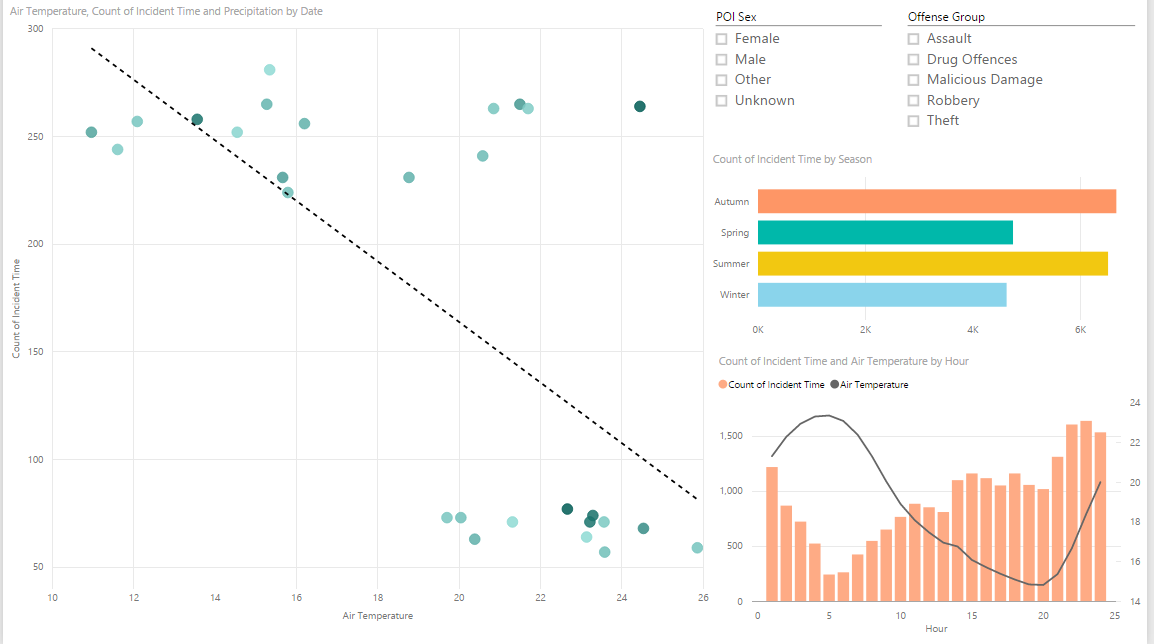 Air Temperature, Count of Incident Time and Precipitation by Date
300
250
200
150
100
50
Count of Incident Time
10 12 14 16 18 20 22 24 26
Air Temperature
POI Sex
Female
Male
Other
Unknown
Offense Group
Assault
Drug Offences
Malicious Damage
Robbery
Theft
Count of Incident Time by Season
Autumn
Spring
Summer
Winter
0K 2K 4K 6K
Count of Incident Time and Air Temperature by Hour
Count of Incident Time Air Temperature
1,500
1,000
500
0
24
22
20
18
16
14
0 5 10 15 20 25
Hour